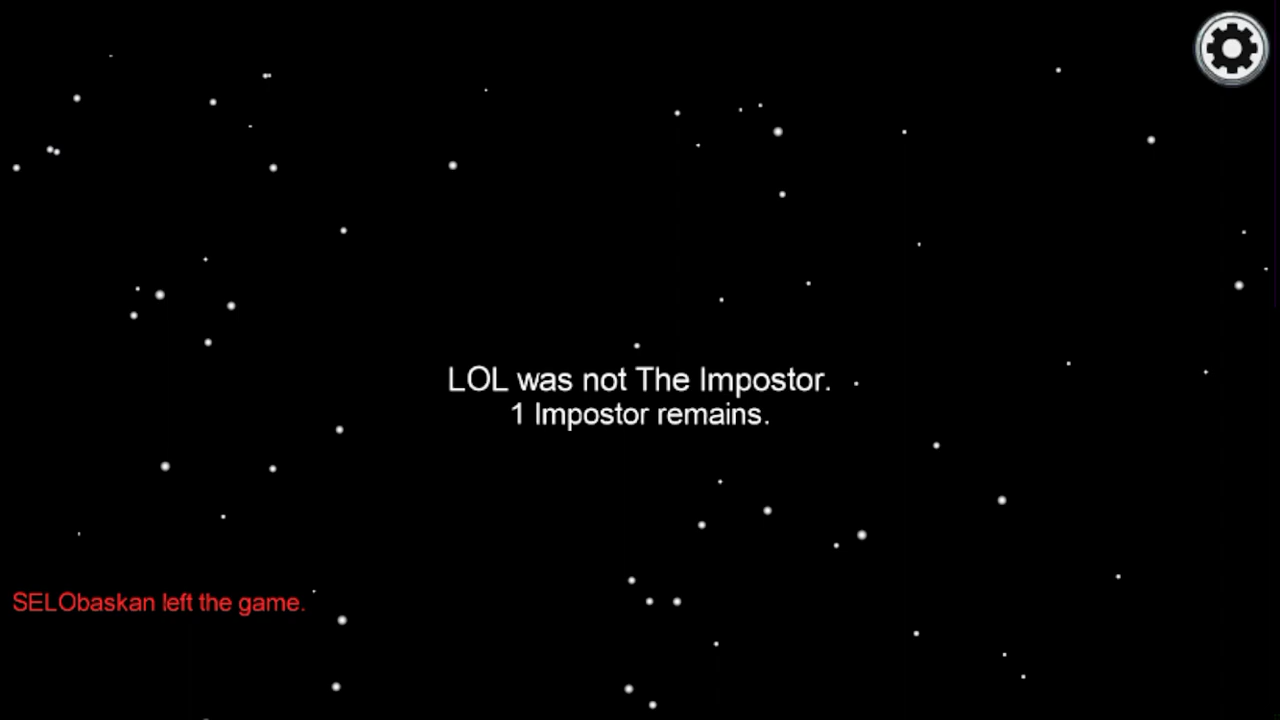 LOL was not The Impostor.
1 Impostor remains.
SELObaskan left the game.